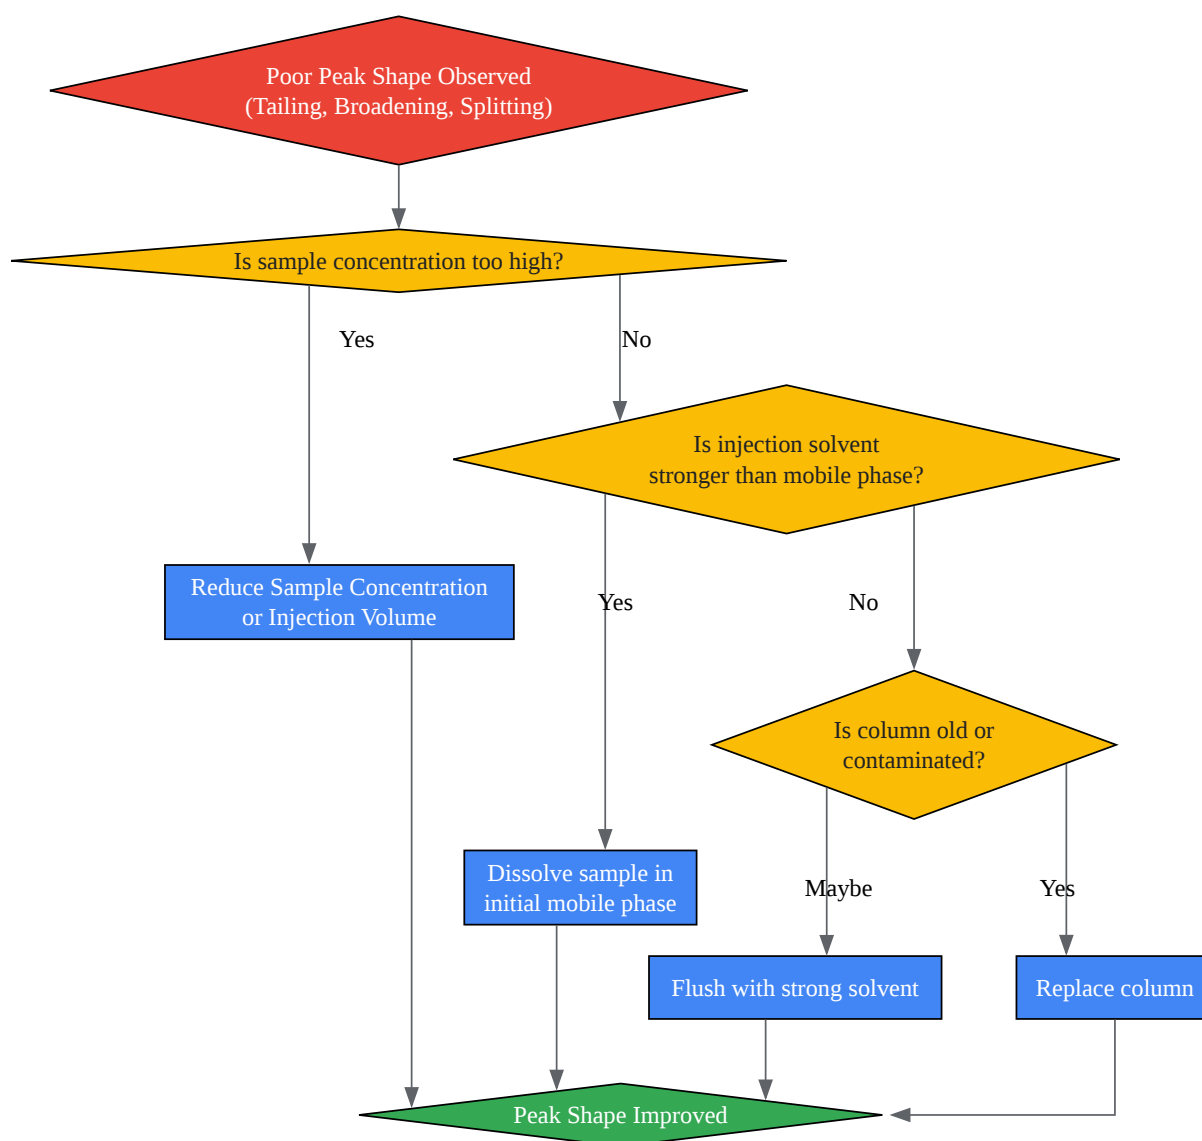 Poor Peak Shape Observed
(Tailing, Broadening, Splitting)
Is sample concentration too high?
Yes
No
Is injection solvent
stronger than mobile phase?
Reduce Sample Concentration
or Injection Volume
Yes
No
Is column old or
contaminated?
Dissolve sample in
initial mobile phase
Maybe
Yes
Flush with strong solvent
Replace column
Peak Shape Improved